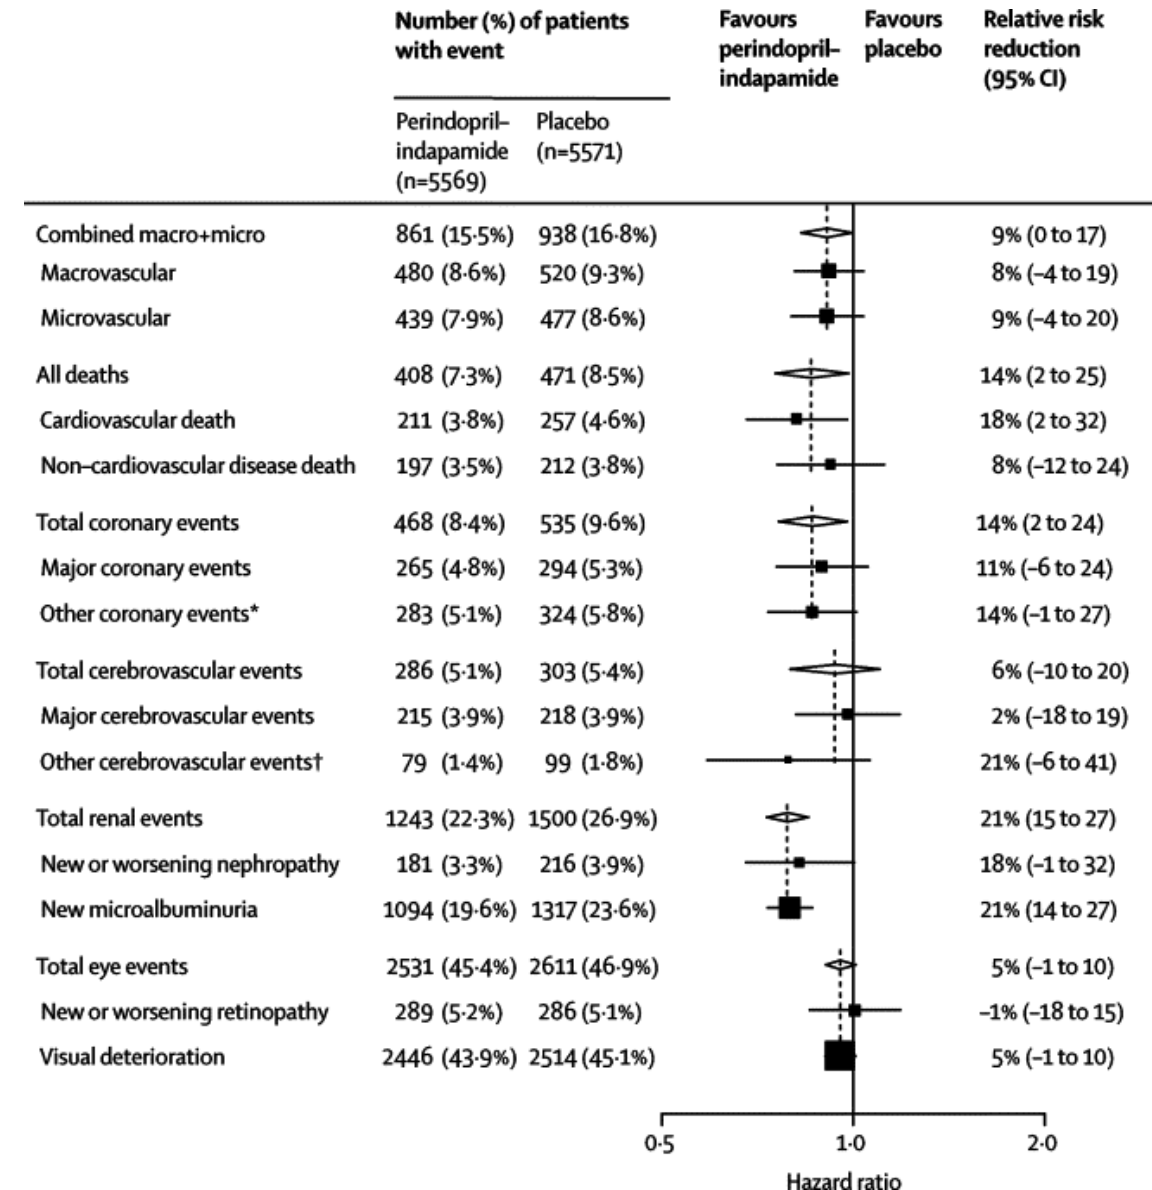 Number (%) of patients with event
Favours perindopril–indapamide
Favours placebo
Relative risk reduction (95% CI)
Perindopril–indapamide (n=5569)
Placebo (n=5571)
Combined macro+micro 861 (15·5%) 938 (16·8%) 9% (0 to 17)
Macrovascular 480 (8·6%) 520 (9·3%) 8% (–4 to 19)
Microvascular 439 (7·9%) 477 (8·6%) 9% (–4 to 20)
All deaths 408 (7·3%) 471 (8·5%) 14% (2 to 25)
Cardiovascular death 211 (3·8%) 257 (4·6%) 18% (2 to 32)
Non–cardiovascular disease death 197 (3·5%) 212 (3·8%) 8% (–12 to 24)
Total coronary events 468 (8·4%) 535 (9·6%) 14% (2 to 24)
Major coronary events 265 (4·8%) 294 (5·3%) 11% (–6 to 24)
Other coronary events* 283 (5·1%) 324 (5·8%) 14% (–1 to 27)
Total cerebrovascular events 286 (5·1%) 303 (5·4%) 6% (–10 to 20)
Major cerebrovascular events 215 (3·9%) 218 (3·9%) 2% (–18 to 19)
Other cerebrovascular events† 79 (1·4%) 99 (1·8%) 21% (–6 to 41)
Total renal events 1243 (22·3%) 1500 (26·9%) 21% (15 to 27)
New or worsening nephropathy 181 (3·3%) 216 (3·9%) 18% (–1 to 32)
New microalbuminuria 1094 (19·6%) 1317 (23·6%) 21% (14 to 27)
Total eye events 2531 (45·4%) 2611 (46·9%) 5% (–1 to 10)
New or worsening retinopathy 289 (5·2%) 286 (5·1%) –1% (–18 to 15)
Visual deterioration 2446 (43·9%) 2514 (45·1%) 5% (–1 to 10)
0·5 1·0 2·0
Hazard ratio